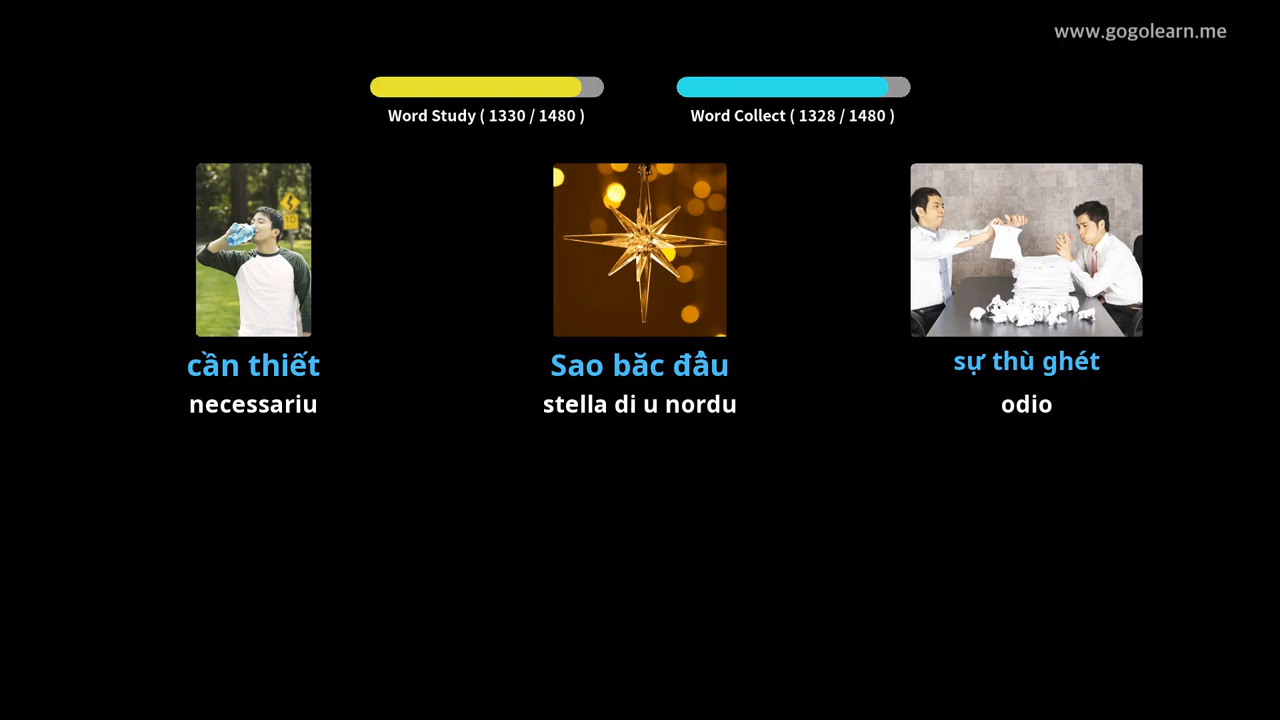 www.gogolearn.me
Word Study ( 1330 / 1480 )
Word Collect ( 1328 / 1480 )
cần thiết
Sao băc đẩu
sự thù ghét
necessariu
stella di u nordu
odio